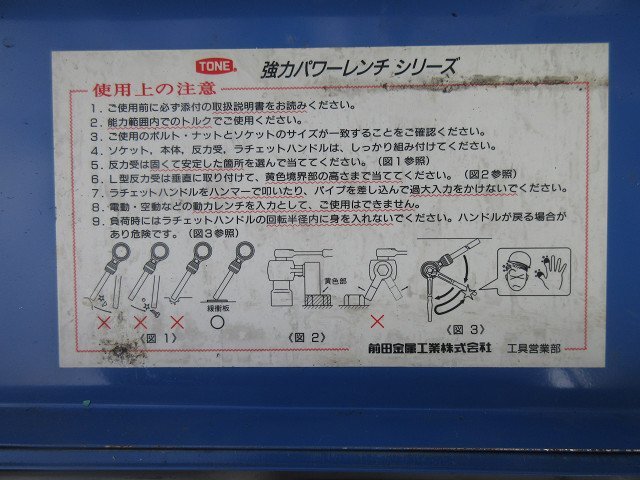 TONE 強力パワーレンチ シリーズ
使用上の注意
1. ご使用前に必ず添付の取扱説明書をお読みください。
2. 能力範囲内でのトルクでご使用ください。
3. ご使用のボルト・ナットとソケットのサイズが一致することをご確認ください。
4. ソケット、本体、反力受、ラチェットハンドルは、しっかり組み付けてください。
5. 反力受は固くて安定した箇所を選んで当ててください。(図1参照)
6. L型反力受は垂直に取り付けて、黄色境界部の高さまで当ててください。(図2参照)
7. ラチェットハンドルをハンマーで叩いたり、パイプを差し込んで過大入力をかけないでください。
8. 電動・空動などの動力レンチを入力として、ご使用はできません。
9. 負荷時にはラチェットハンドルの回転半径内に身を入れないでください。ハンドルが戻る場合が
あり危険です。(図3参照)
黄色部
緩衝板
(図 1) (図 2) (図 3)
前田金属工業株式会社 工具営業部